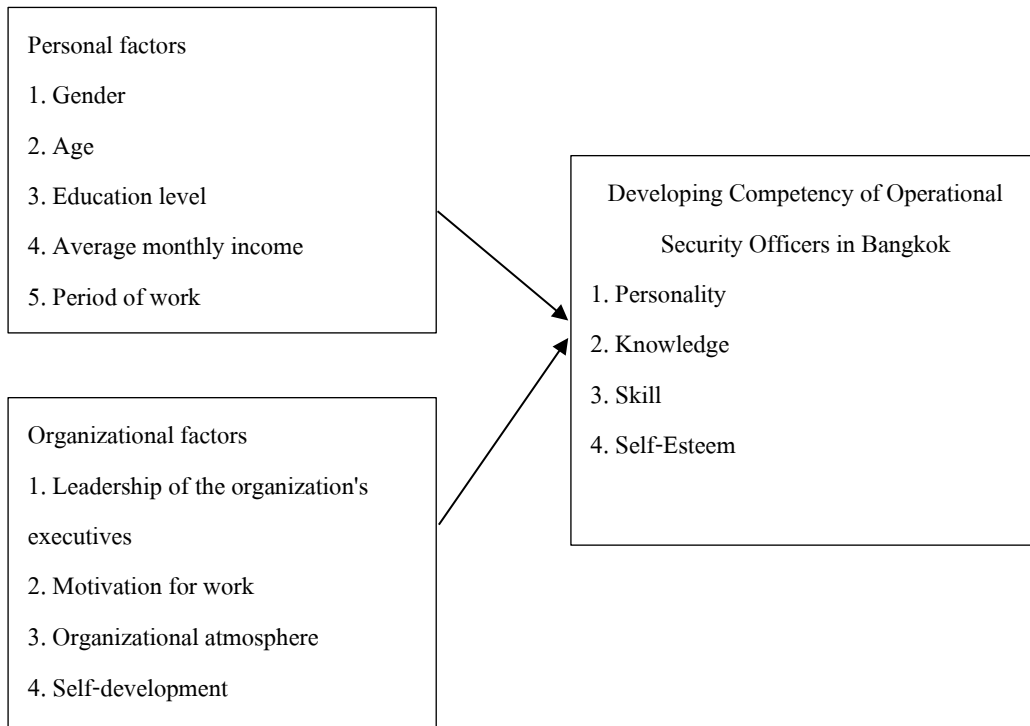 Personal factors
1. Gender
2. Age
3. Education level
4. Average monthly income
5. Period of work
Organizational factors
1. Leadership of the organization's
executives
2. Motivation for work
3. Organizational atmosphere
4. Self-development
Developing Competency of Operational
Security Officers in Bangkok
1. Personality
2. Knowledge
3. Skill
4. Self-Esteem